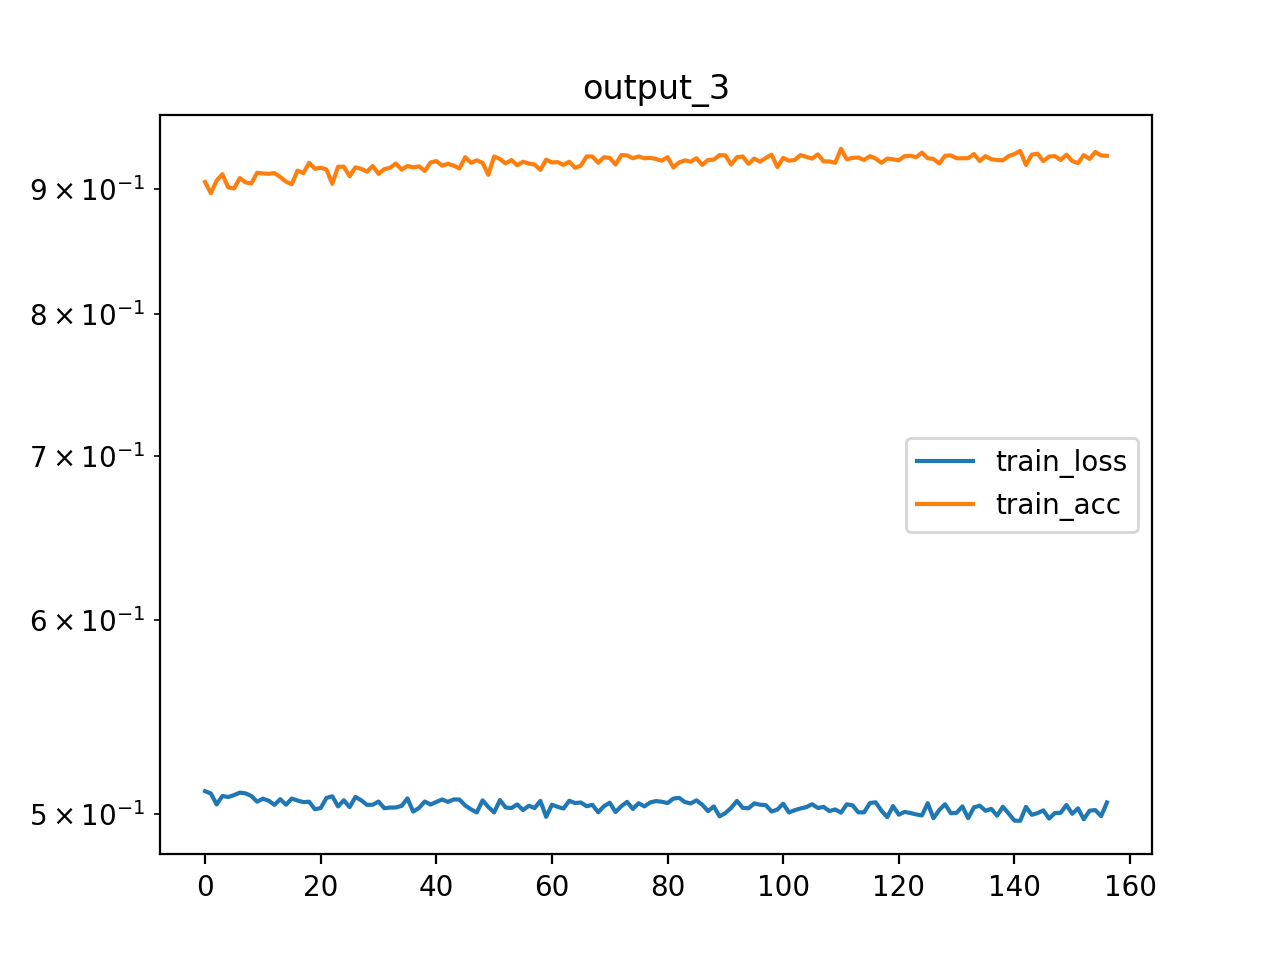 output_3
9 × 10⁻¹
8 × 10⁻¹
7 × 10⁻¹
6 × 10⁻¹
5 × 10⁻¹
train_loss
train_acc
0 20 40 60 80 100 120 140 160